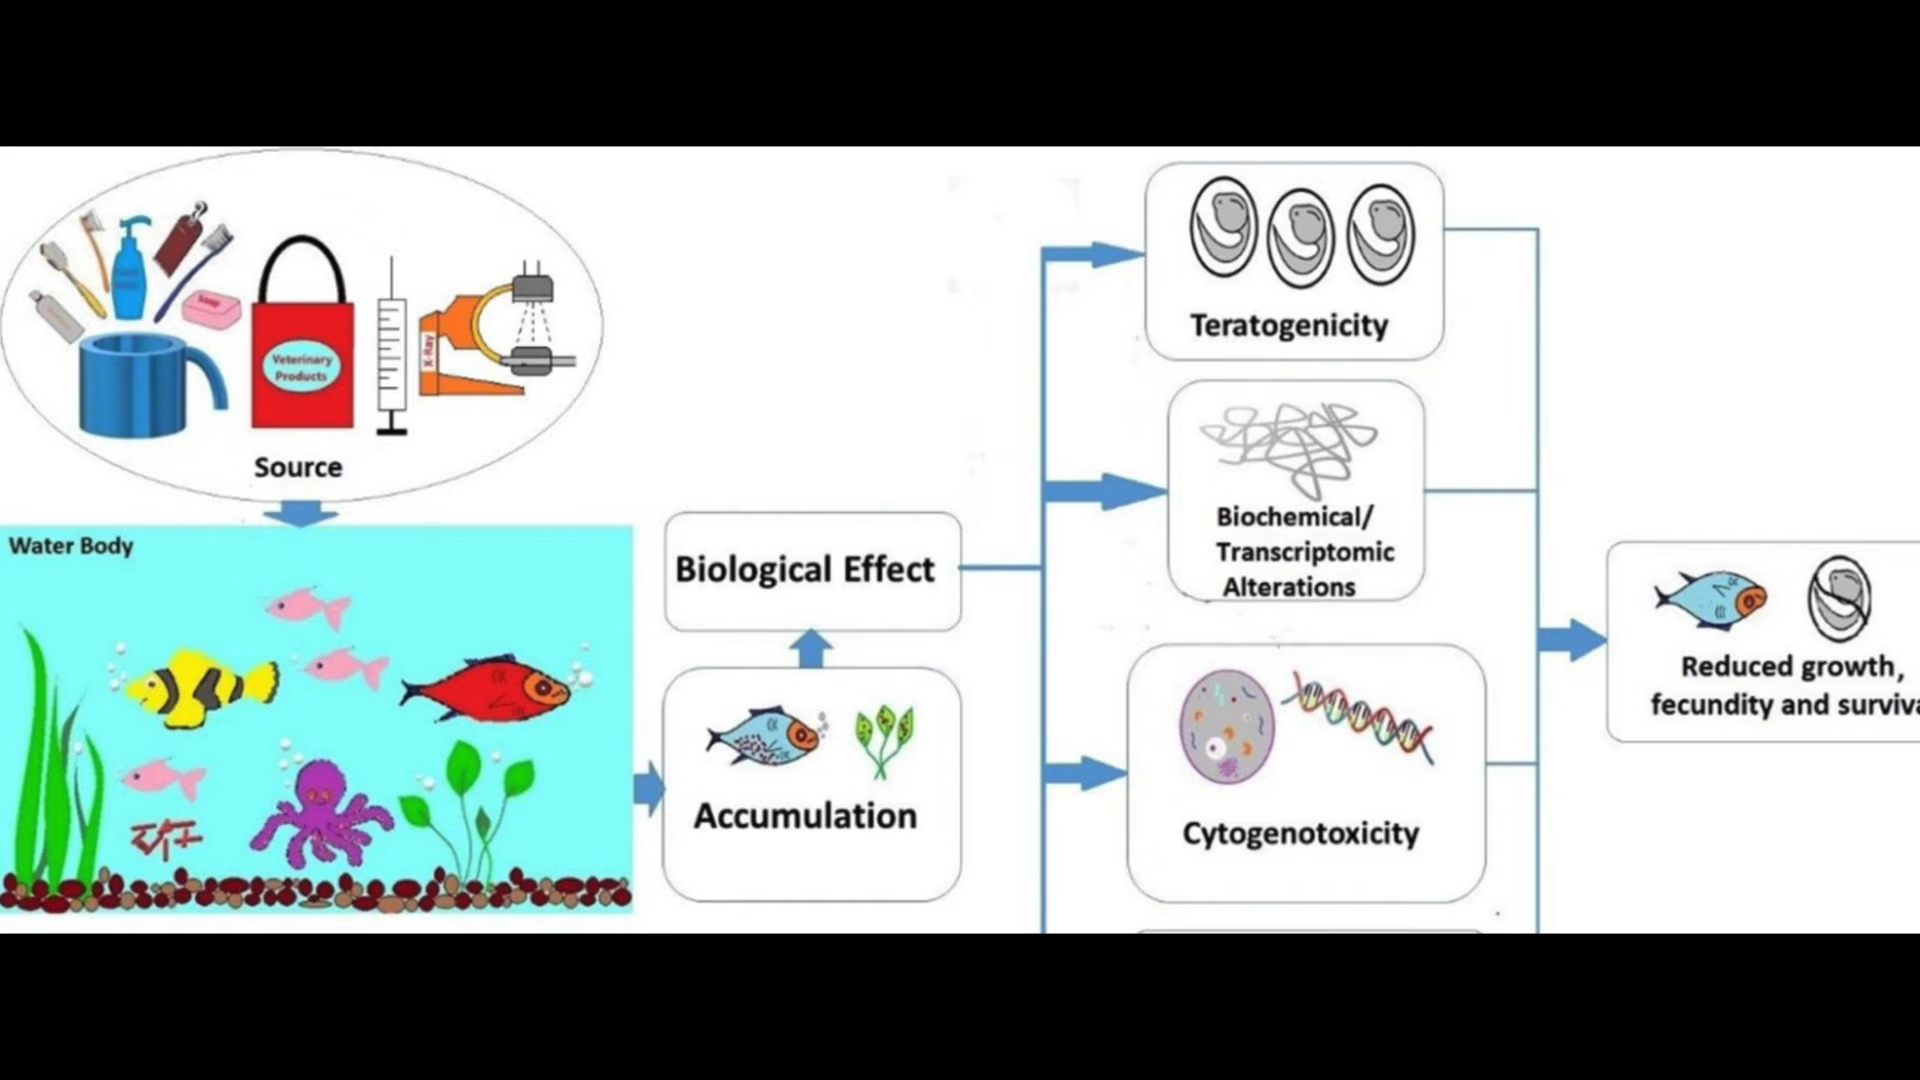 Soap
Veterinary
Products
X-Ray
Source
Water Body
Biological Effect
Accumulation
Teratogenicity
Biochemical/
Transcriptomic
Alterations
Cytogenotoxicity
Reduced growth,
fecundity and surviva